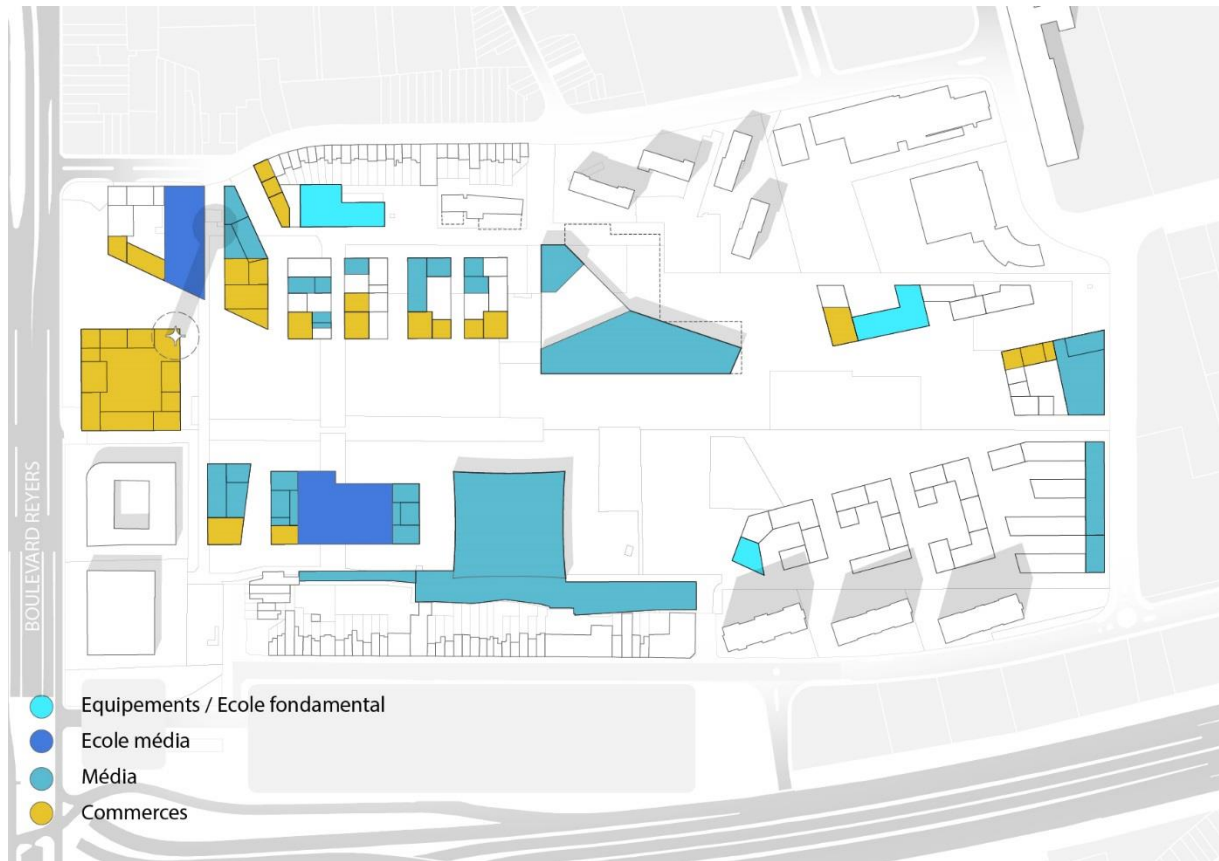 BOULEVARD REYERS
Equipements / Ecole fondamental
Ecole média
Média
Commerces